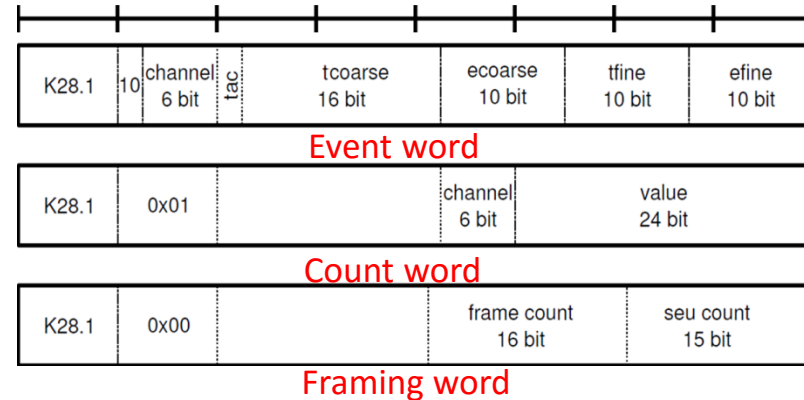 K28.1 10 channel 6 bit tac tcoarse 16 bit ecoarse 10 bit tfine 10 bit efine 10 bit
Event word
K28.1 0x01 channel 6 bit value 24 bit
Count word
K28.1 0x00 frame count 16 bit seu count 15 bit
Framing word